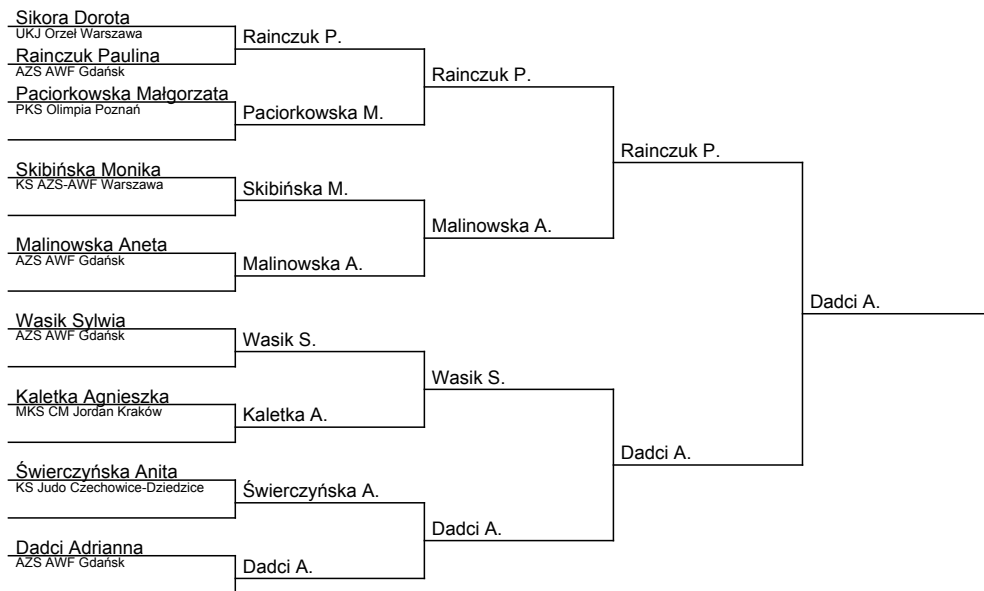 Sikora Dorota
UKJ Orzeł Warszawa
Rainczuk P.
Rainczuk Paulina
AZS AWF Gdańsk
Rainczuk P.
Paciorkowska Małgorzata
PKS Olimpia Poznań
Paciorkowska M.
Rainczuk P.
Skibińska Monika
KS AZS-AWF Warszawa
Skibińska M.
Malinowska A.
Malinowska Aneta
AZS AWF Gdańsk
Malinowska A.
Dadci A.
Wasik Sylwia
AZS AWF Gdańsk
Wasik S.
Wasik S.
Kaletka Agnieszka
MKS CM Jordan Kraków
Kaletka A.
Dadci A.
Świerczyńska Anita
KS Judo Czechowice-Dziedzice
Świerczyńska A.
Dadci A.
Dadci Adrianna
AZS AWF Gdańsk
Dadci A.